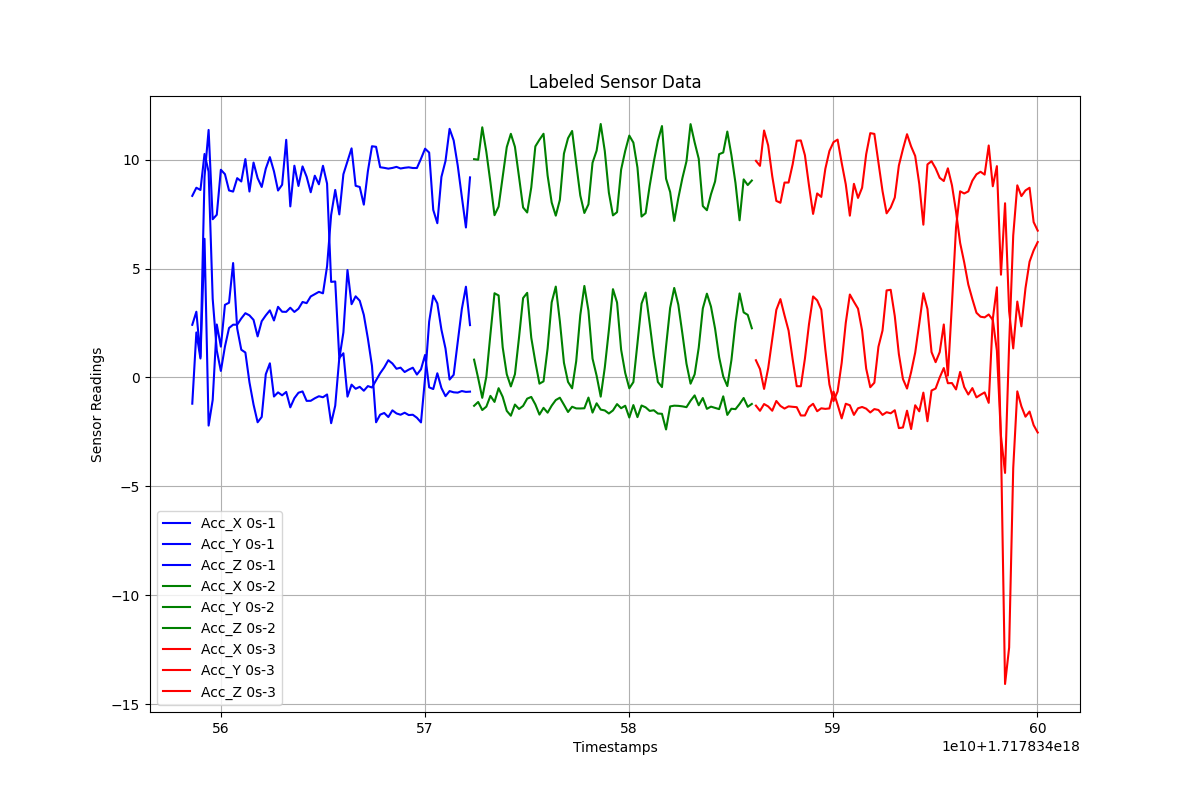 Labeled Sensor Data
Sensor Readings
10
5
0
−5
−10
−15
Acc_X 0s-1
Acc_Y 0s-1
Acc_Z 0s-1
Acc_X 0s-2
Acc_Y 0s-2
Acc_Z 0s-2
Acc_X 0s-3
Acc_Y 0s-3
Acc_Z 0s-3
56 57 58 59 60
Timestamps
1e10+1.717834e18